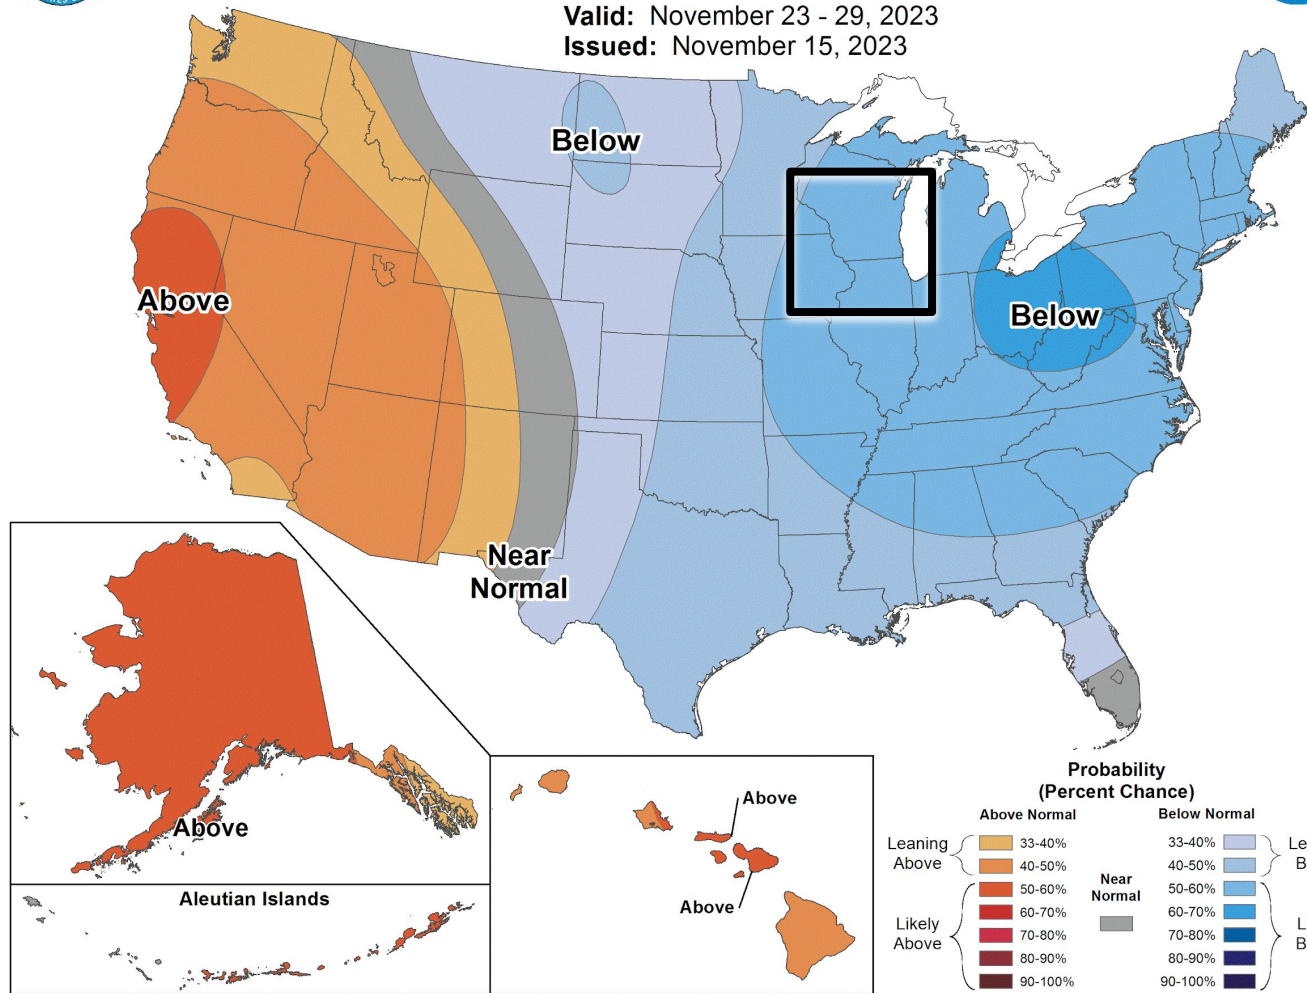 Valid: November 23 - 29, 2023
Issued: November 15, 2023
Below
Above
Below
Near
Normal
Above
Aleutian Islands
Above
Above
Probability
(Percent Chance)
Above Normal
Below Normal
Leaning
Above
33-40%
33-40%
40-50%
40-50%
Near
Normal
50-60%
50-60%
60-70%
60-70%
Likely
Above
70-80%
70-80%
80-90%
80-90%
90-100%
90-100%